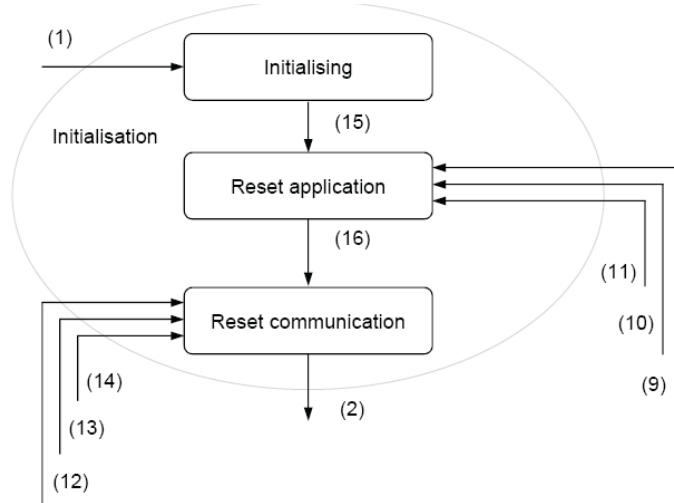 (1)
Initialising
(15)
Initialisation
Reset application
(16)
(11)
Reset communication
(10)
(14)
(9)
(2)
(13)
(12)